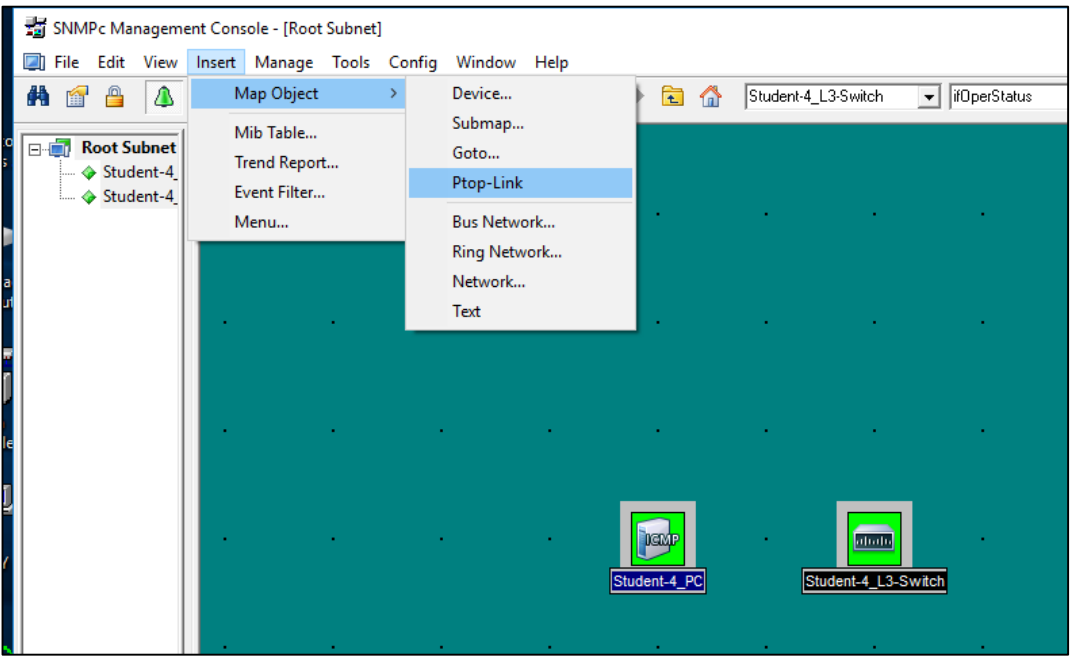 SNMPc Management Console - [Root Subnet]
File Edit View Insert Manage Tools Config Window Help
Student-4_L3-Switch ifOperStatus
Root Subnet
Student-4_
Student-4_
Map Object
Mib Table...
Trend Report...
Event Filter...
Menu...
Device...
Submap...
Goto...
Ptop-Link
Bus Network...
Ring Network...
Network...
Text
ICMP
Student-4_PC
Student-4_L3-Switch